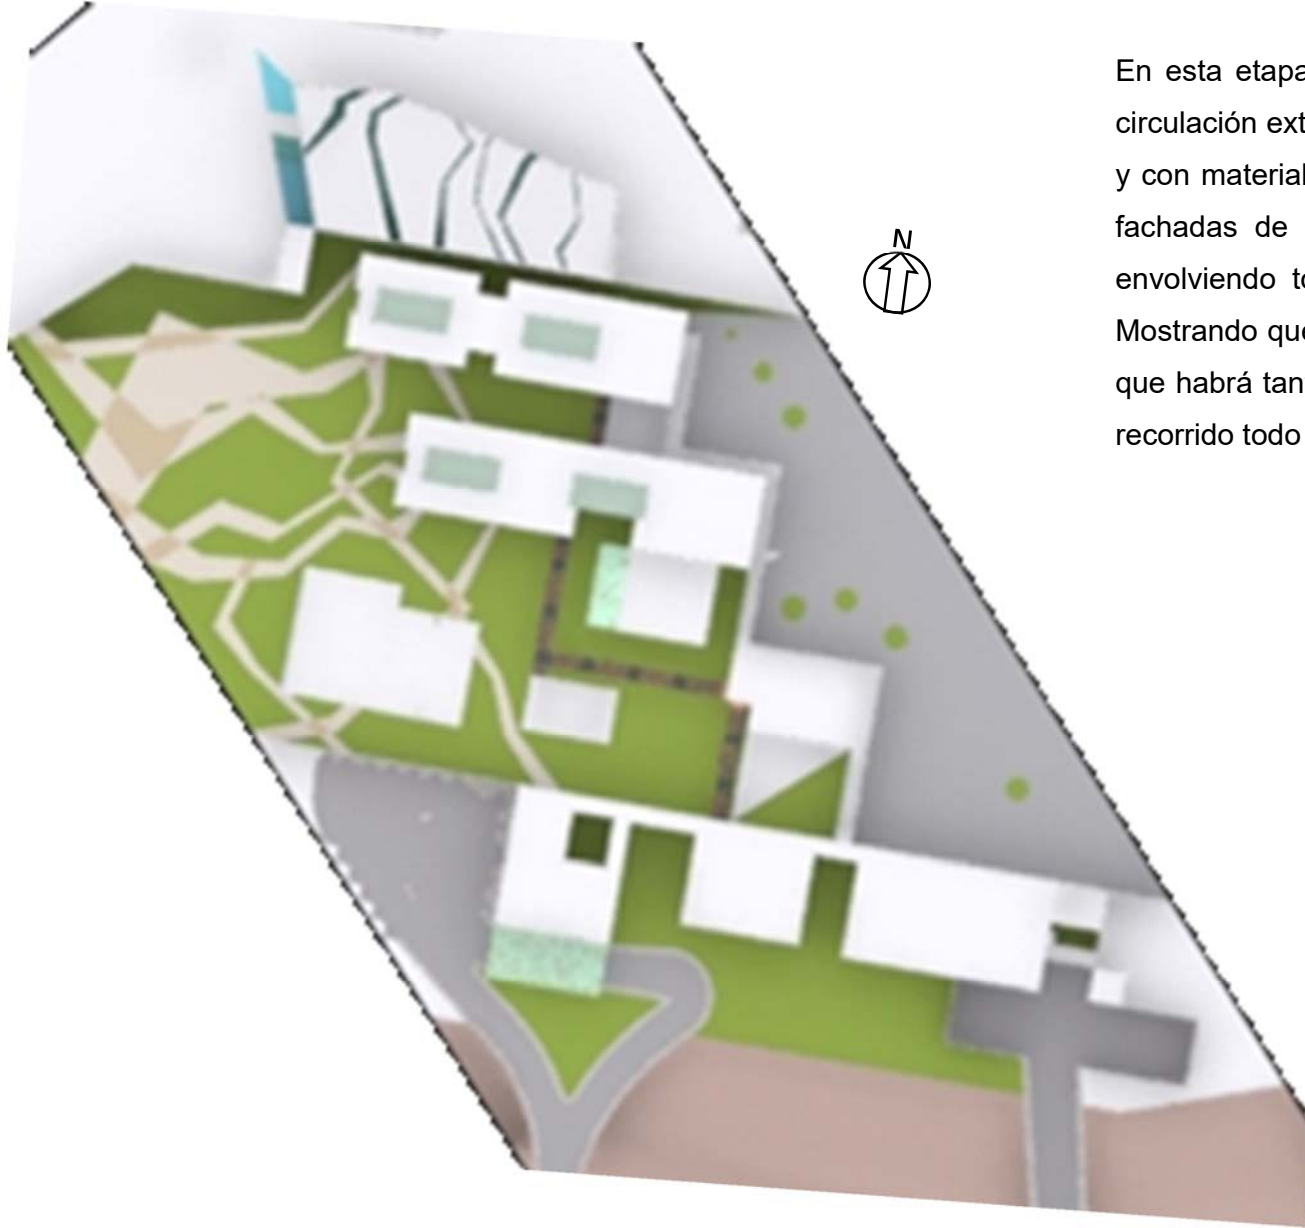 En esta etapa
circulación ext
y con material
fachadas de
envolviendo to
Mostrando que
que habrá tan
recorrido todo
N